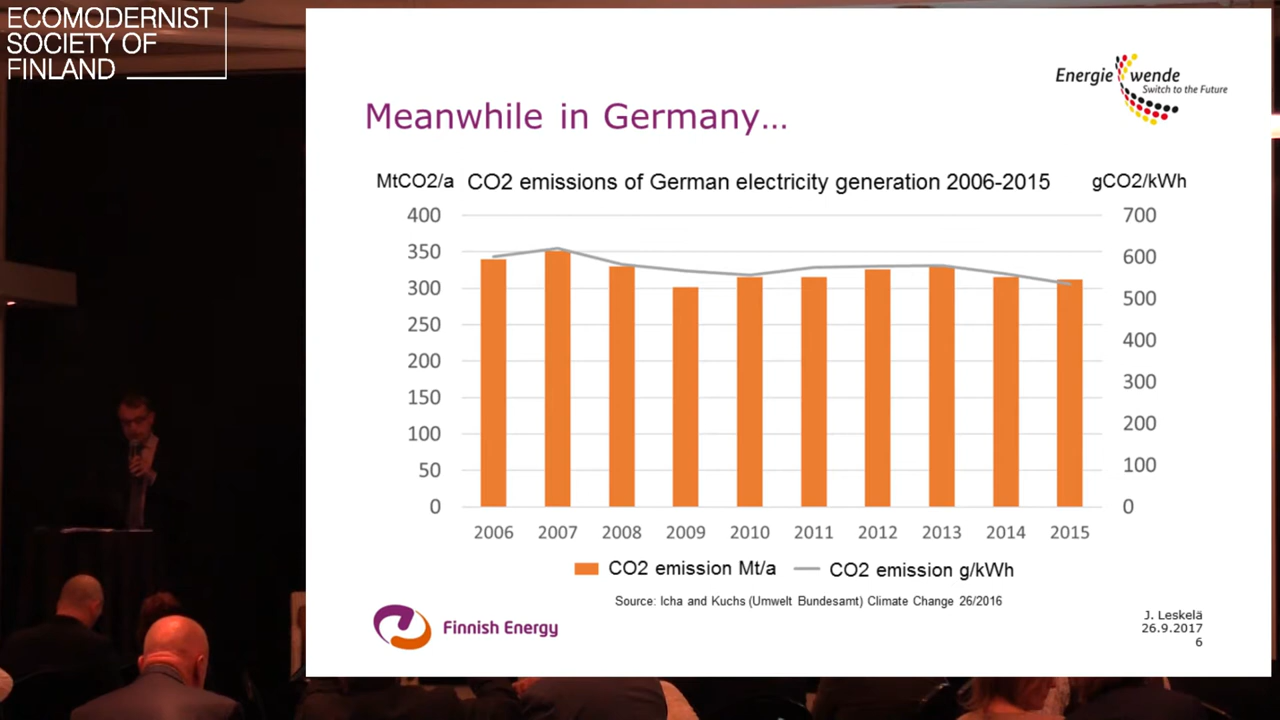 ECOMODERNIST
SOCIETY OF
FINLAND
Energie wende
Switch to the Future
Meanwhile in Germany...
MtCO2/a
CO2 emissions of German electricity generation 2006-2015
gCO2/kWh
400
350
300
250
200
150
100
50
0
700
600
500
400
300
200
100
0
2006 2007 2008 2009 2010 2011 2012 2013 2014 2015
CO2 emission Mt/a
CO2 emission g/kWh
Source: Icha and Kuchs (Umwelt Bundesamt) Climate Change 26/2016
Finnish Energy
J. Leskelä
26.9.2017
6